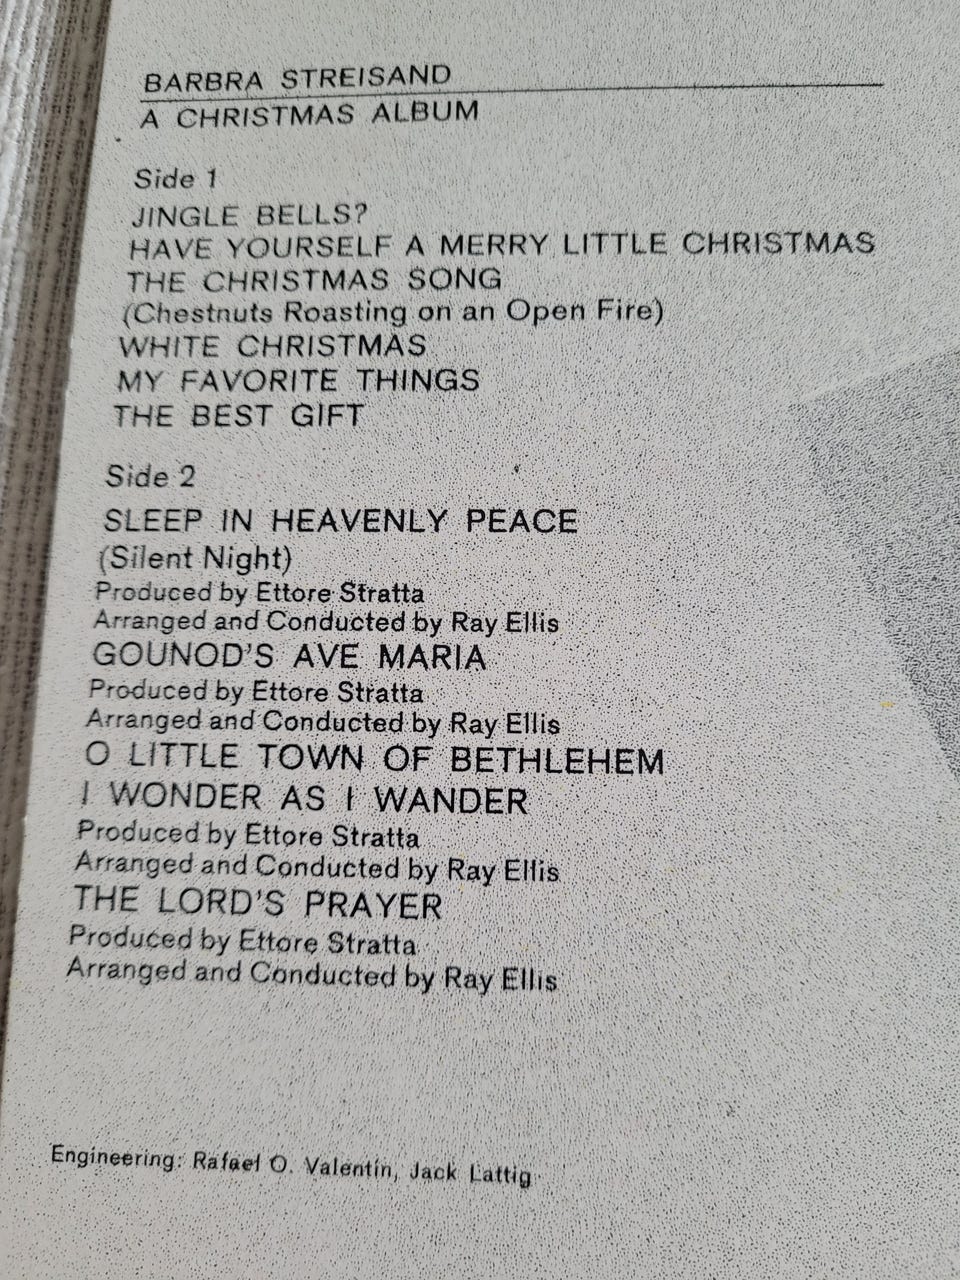 BARBRA STREISAND
A CHRISTMAS ALBUM
Side 1
JINGLE BELLS?
HAVE YOURSELF A MERRY LITTLE CHRISTMAS
THE CHRISTMAS SONG
(Chestnuts Roasting on an Open Fire)
WHITE CHRISTMAS
MY FAVORITE THINGS
THE BEST GIFT
Side 2
SLEEP IN HEAVENLY PEACE
(Silent Night)
Produced by Ettore Stratta
Arranged and Conducted by Ray Ellis
GOUNOD'S AVE MARIA
Produced by Ettore Stratta
Arranged and Conducted by Ray Ellis
O LITTLE TOWN OF BETHLEHEM
I WONDER AS I WANDER
Produced by Ettore Stratta
Arranged and Conducted by Ray Ellis
THE LORD'S PRAYER
Produced by Ettore Stratta
Arranged and Conducted by Ray Ellis
Engineering: Rafael O. Valentin, Jack Lattig